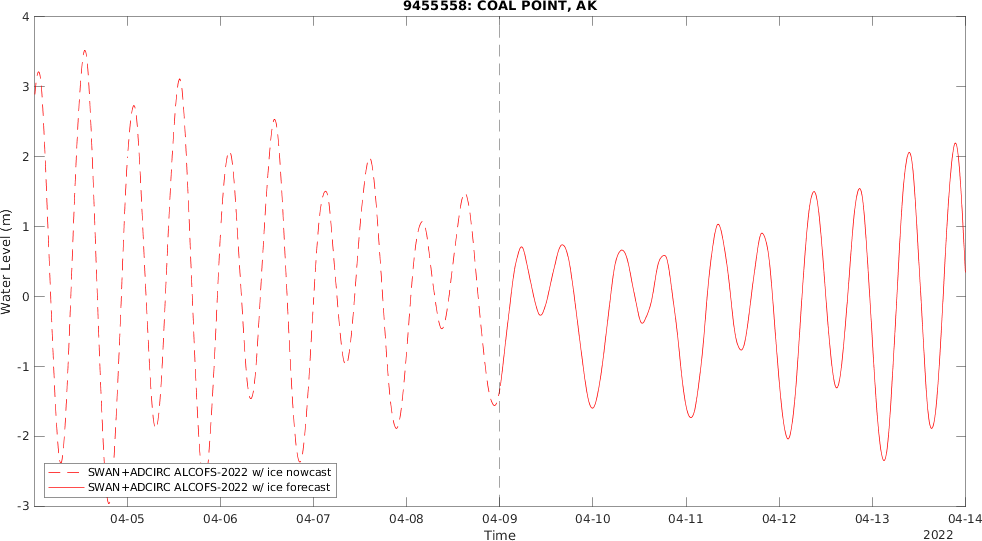 9455558: COAL POINT, AK
4
3
2
1
0
-1
-2
-3
Water Level (m)
SWAN+ADCIRC ALCOFS-2022 w/ ice nowcast
SWAN+ADCIRC ALCOFS-2022 w/ ice forecast
04-05 04-06 04-07 04-08 04-09 04-10 04-11 04-12 04-13 04-14
Time
2022